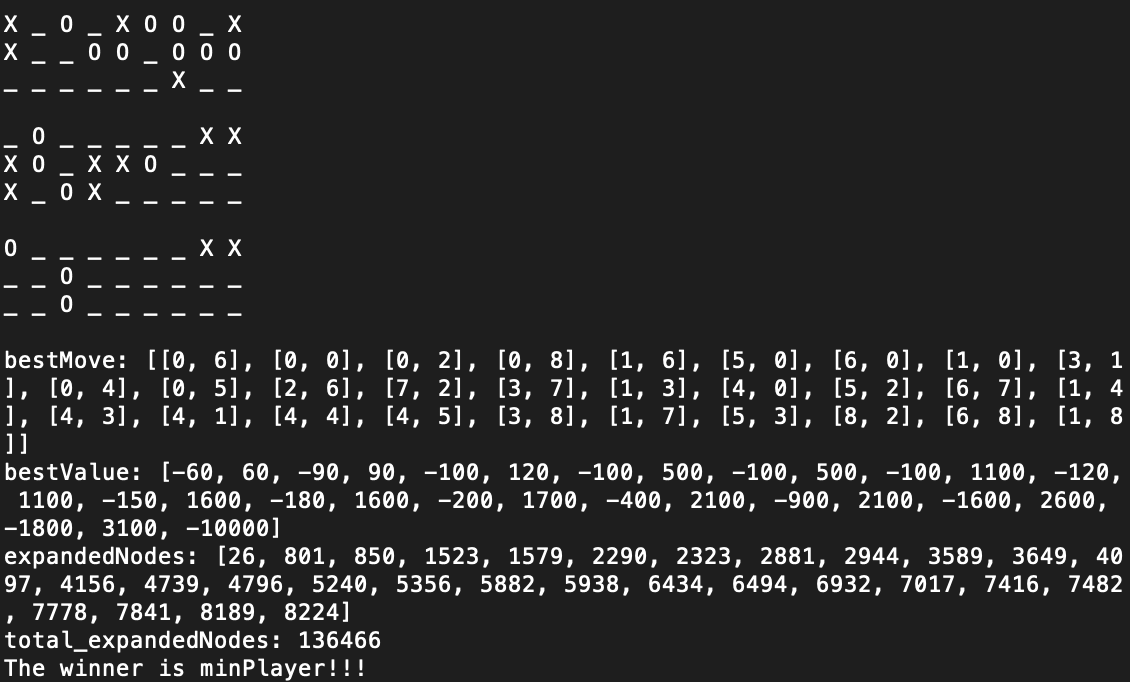 X _ O _ X O O _ X
X _ _ O O _ O O O
_ _ _ _ _ _ X _ _
_ O _ _ _ _ _ X X
X O _ X X O _ _ _
X _ O X _ _ _ _ _
O _ _ _ _ _ _ X X
_ _ O _ _ _ _ _ _
_ _ O _ _ _ _ _ _
bestMove: [[0, 6], [0, 0], [0, 2], [0, 8], [1, 6], [5, 0], [6, 0], [1, 0], [3, 1
], [0, 4], [0, 5], [2, 6], [7, 2], [3, 7], [1, 3], [4, 0], [5, 2], [6, 7], [1, 4
], [4, 3], [4, 1], [4, 4], [4, 5], [3, 8], [1, 7], [5, 3], [8, 2], [6, 8], [1, 8
]]
bestValue: [-60, 60, -90, 90, -100, 120, -100, 500, -100, 500, -100, 1100, -120,
1100, -150, 1600, -180, 1600, -200, 1700, -400, 2100, -900, 2100, -1600, 2600,
-1800, 3100, -10000]
expandedNodes: [26, 801, 850, 1523, 1579, 2290, 2323, 2881, 2944, 3589, 3649, 40
97, 4156, 4739, 4796, 5240, 5356, 5882, 5938, 6434, 6494, 6932, 7017, 7416, 7482
, 7778, 7841, 8189, 8224]
total_expandedNodes: 136466
The winner is minPlayer!!!